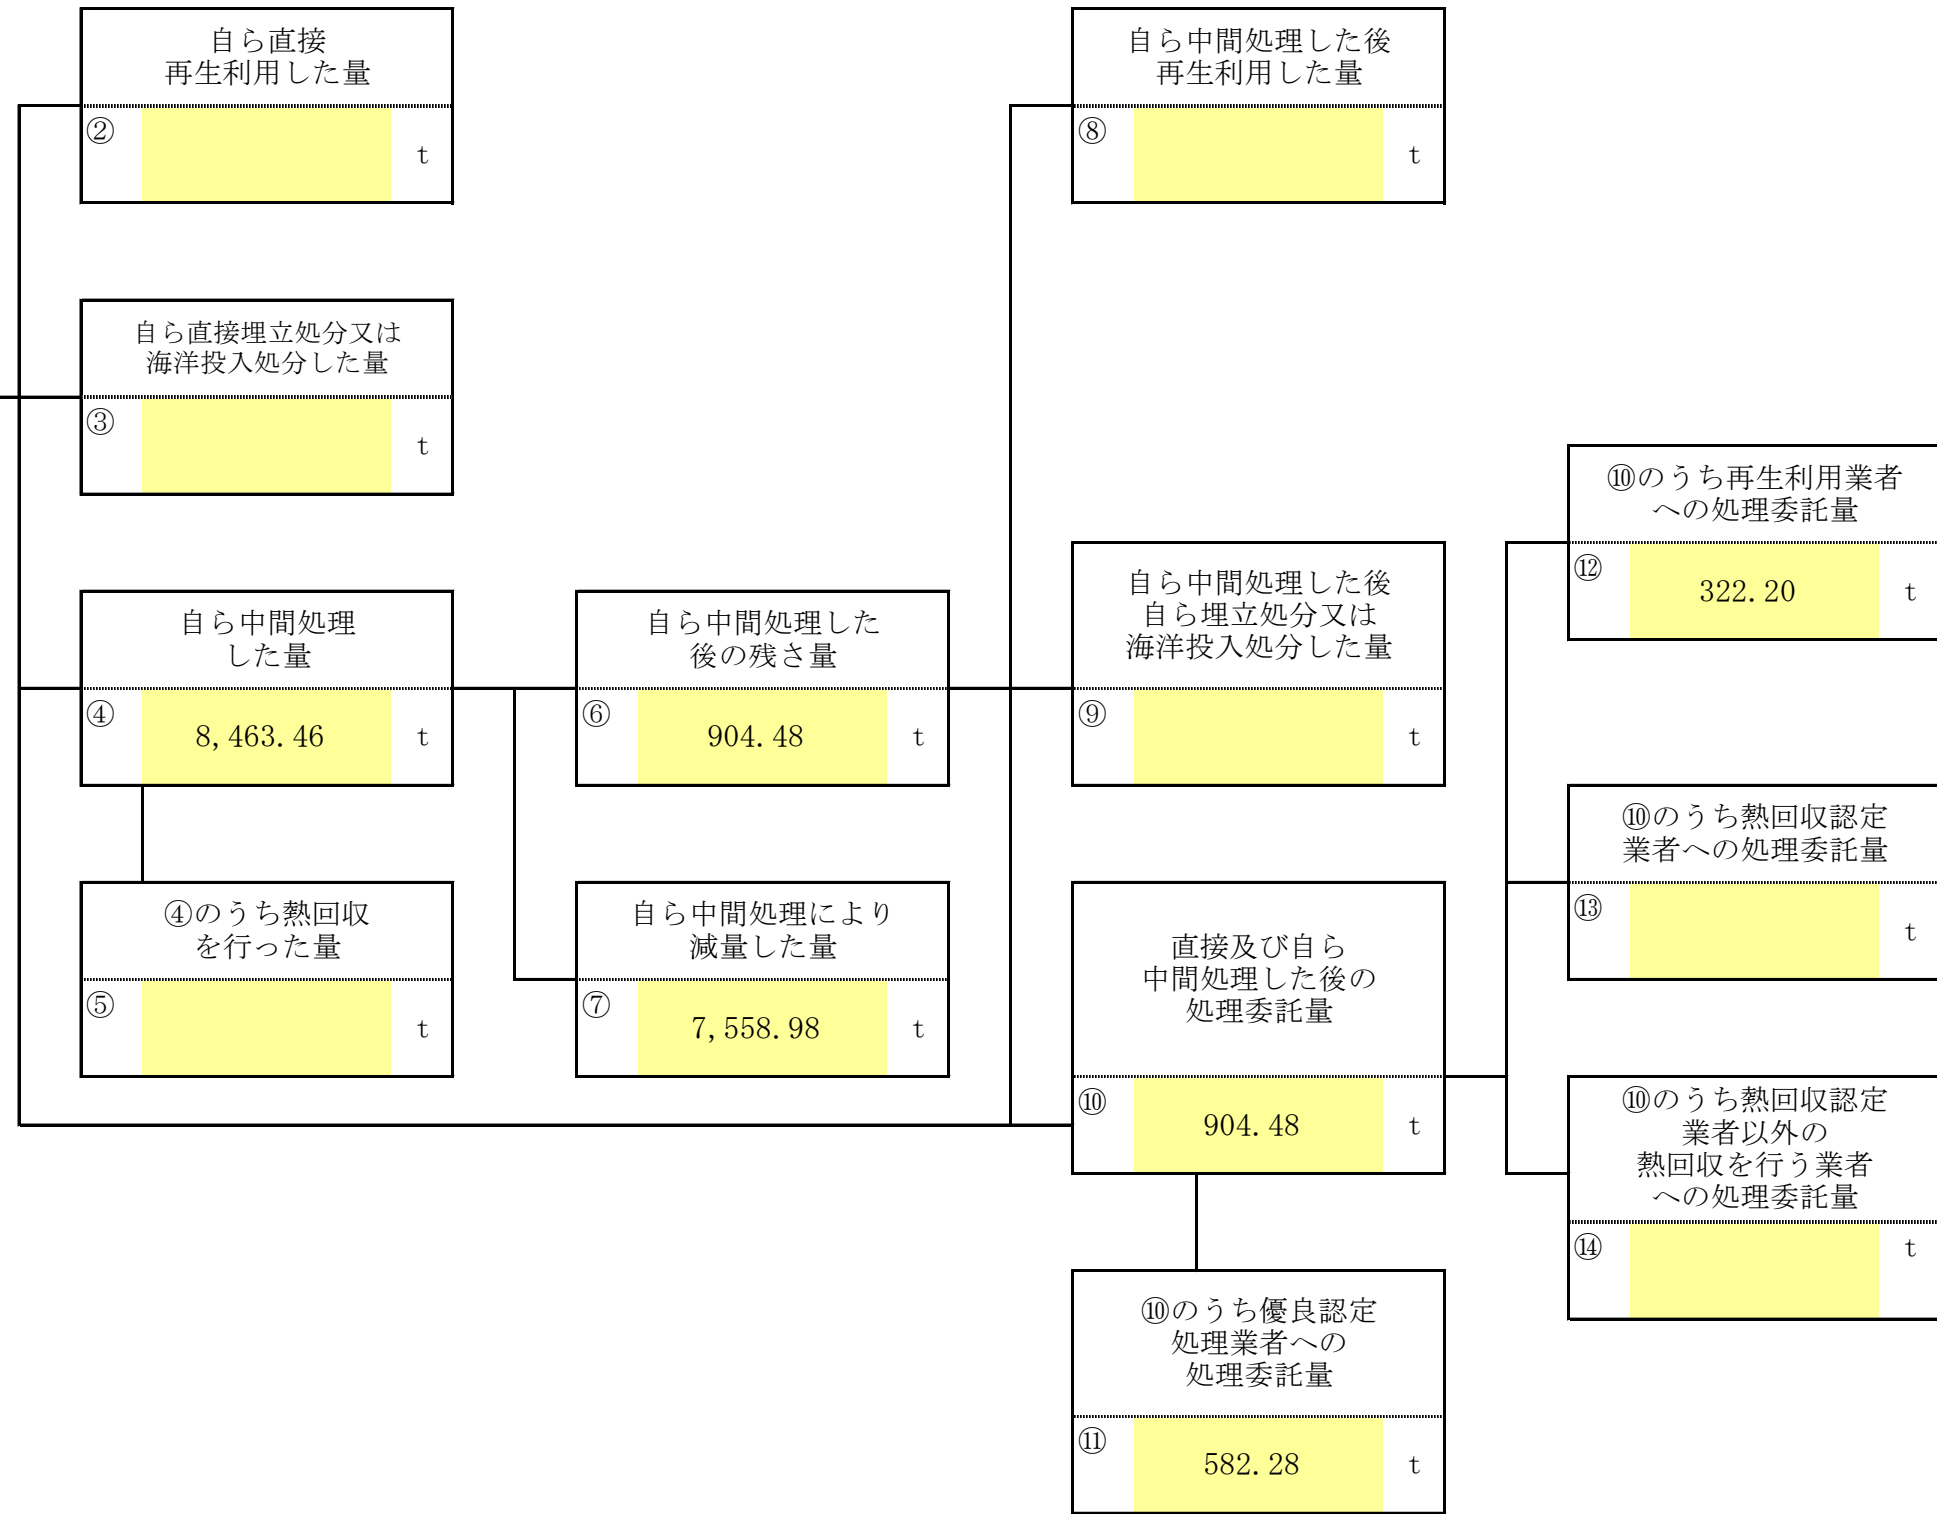 自ら直接
再生利用した量
②
t
自ら中間処理した後
再生利用した量
⑧
t
自ら直接埋立処分又は
海洋投入処分した量
③
t
⑩のうち再生利用業者
への処理委託量
⑫
322.20
t
自ら中間処理
した量
④
8,463.46
t
自ら中間処理した
後の残さ量
⑥
904.48
t
自ら中間処理した後
自ら埋立処分又は
海洋投入処分した量
⑨
t
⑩のうち熱回収認定
業者への処理委託量
⑬
t
④のうち熱回収
を行った量
⑤
t
自ら中間処理により
減量した量
⑦
7,558.98
t
直接及び自ら
中間処理した後の
処理委託量
⑩
904.48
t
⑩のうち熱回収認定
業者以外の
熱回収を行う業者
への処理委託量
⑭
t
⑩のうち優良認定
処理業者への
処理委託量
⑪
582.28
t